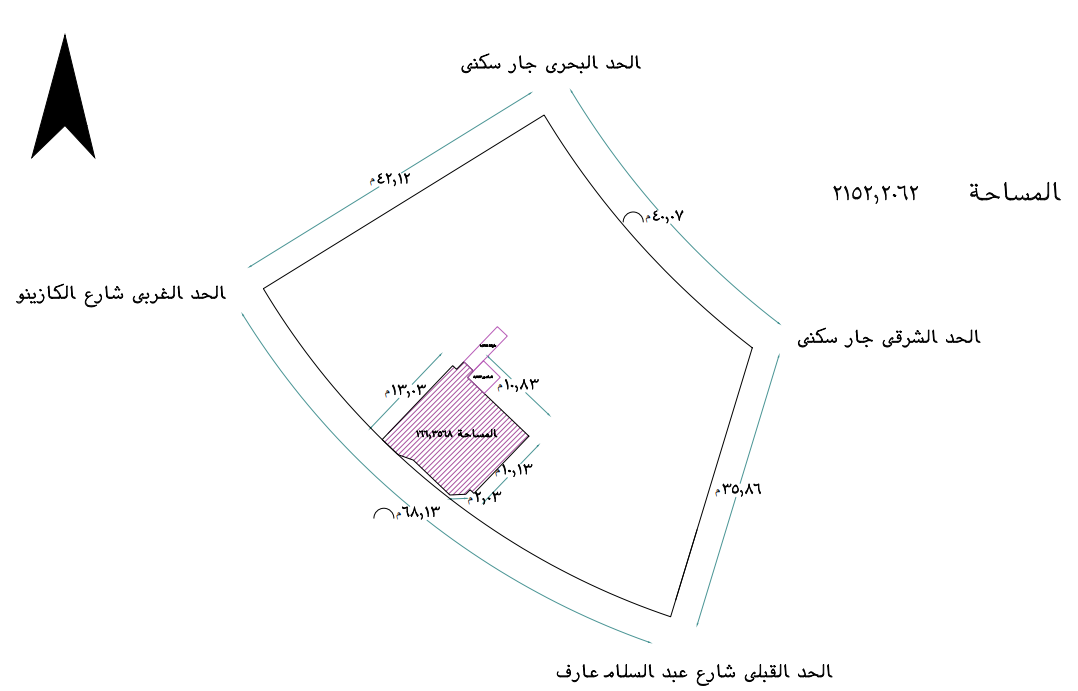 الحد البحرى جار سكنى
٤٢,١٢م
المساحة ٢١٥٢,٢٠٦٢
٤٠,٠٧م
الحد الغربى شارع الكازينو
الحد الشرقى جار سكنى
١٣,٠٣م
١٠,٨٣م
المساحة ١٦٦,٣٥٦٨
١٠,١٣م
٣٥,٨٦م
٢,٠٣م
٦٨,١٣م
الحد القبلى شارع عبد السلام عارف